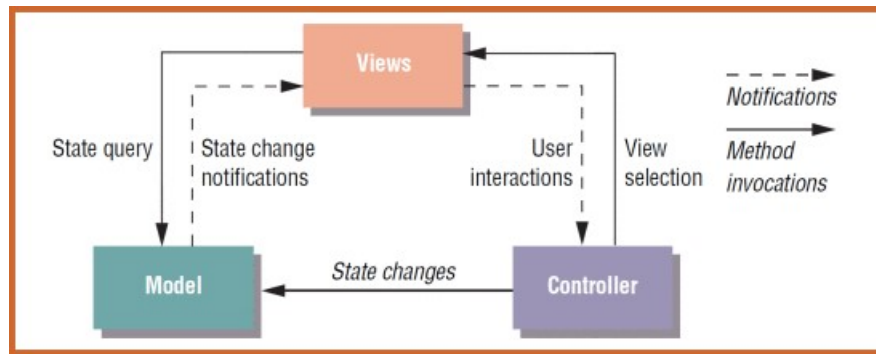 Views
Notifications
Method
invocations
State query
State change
notifications
User
interactions
View
selection
Model
State changes
Controller